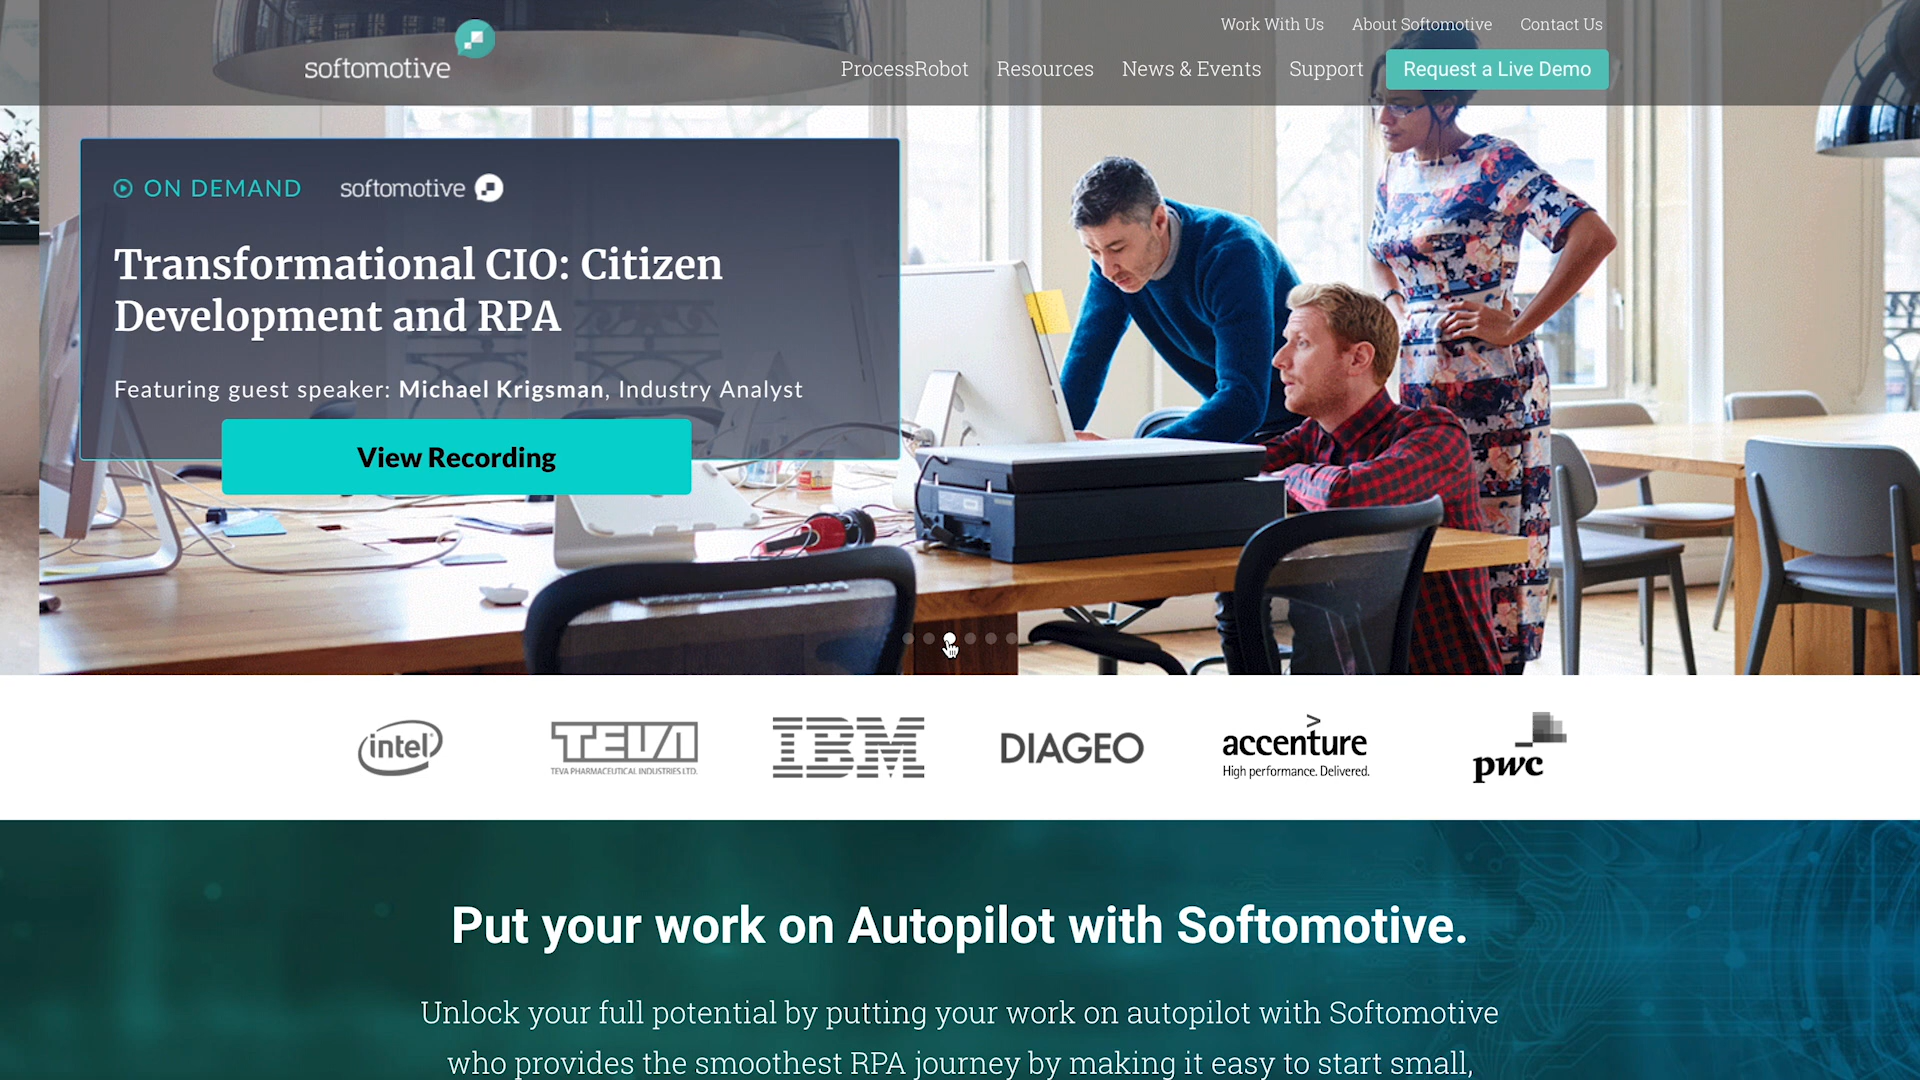 Work With Us About Softomotive Contact Us
softomotive
ProcessRobot Resources News & Events Support Request a Live Demo
ON DEMAND softomotive
Transformational CIO: Citizen
Development and RPA
Featuring guest speaker: Michael Krigsman, Industry Analyst
View Recording
intel
TEVA
TEVA PHARMACEUTICAL INDUSTRIES LTD.
IBM
DIAGEO
accenture
High performance. Delivered.
pwc
Put your work on Autopilot with Softomotive.
Unlock your full potential by putting your work on autopilot with Softomotive
who provides the smoothest RPA journey by making it easy to start small,